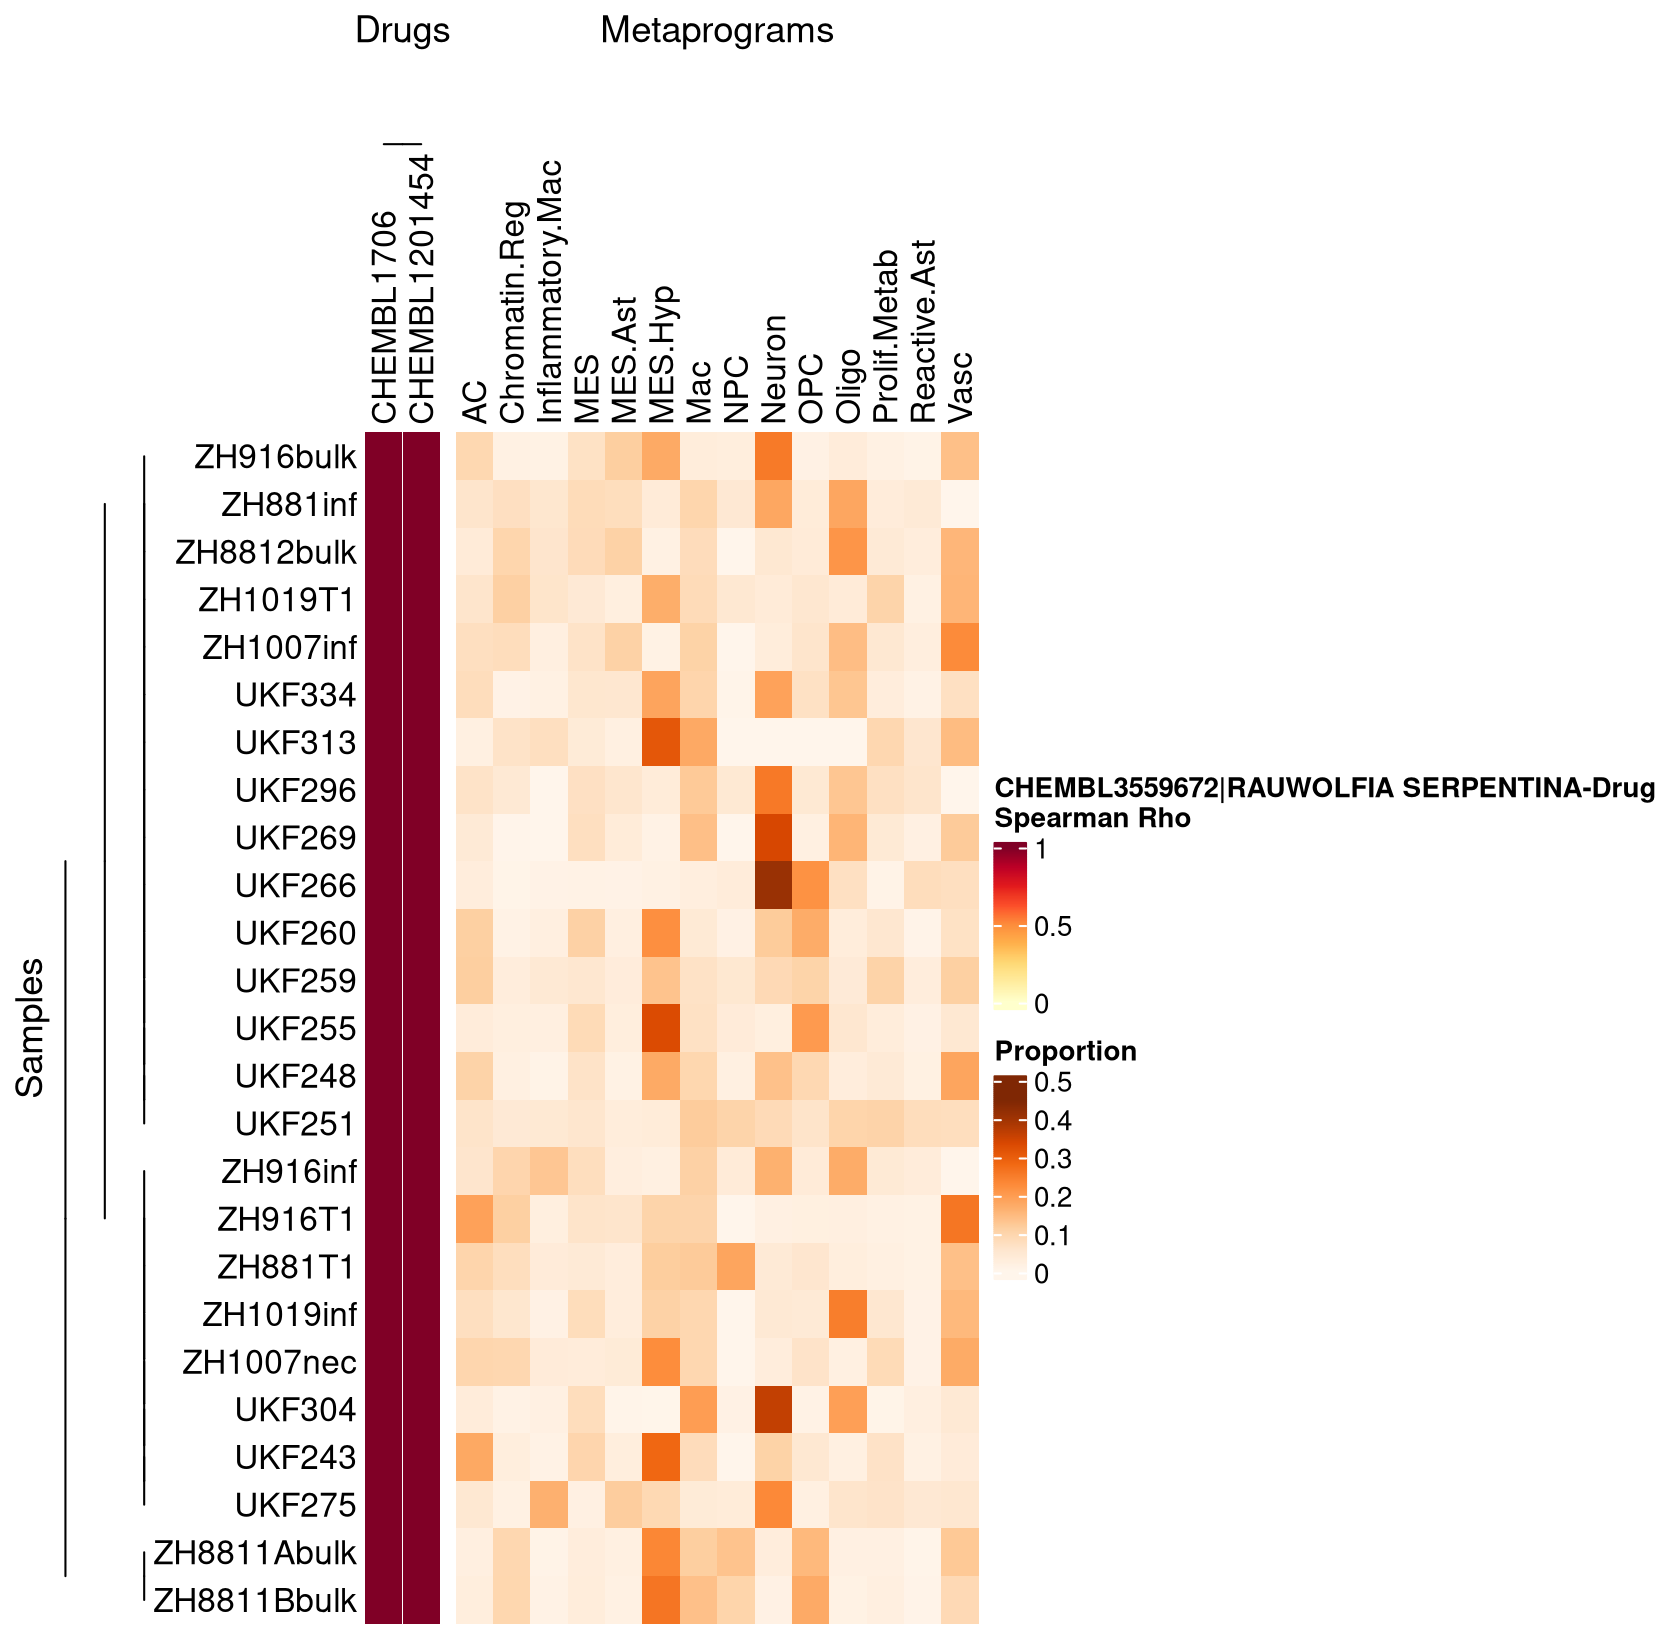 Drugs
Metaprograms
CHEMBL1706
CHEMBL1201454
AC
Chromatin.Reg
Inflammatory.Mac
MES
MES.Ast
MES.Hyp
Mac
NPC
Neuron
OPC
Oligo
Prolif.Metab
Reactive.Ast
Vasc
Samples
ZH916bulk
ZH881inf
ZH8812bulk
ZH1019T1
ZH1007inf
UKF334
UKF313
UKF296
UKF269
UKF266
UKF260
UKF259
UKF255
UKF248
UKF251
ZH916inf
ZH916T1
ZH881T1
ZH1019inf
ZH1007nec
UKF304
UKF243
UKF275
ZH8811Abulk
ZH8811Bbulk
CHEMBL3559672|RAUWOLFIA SERPENTINA-Drug
Spearman Rho
1
0.5
0
Proportion
0.5
0.4
0.3
0.2
0.1
0